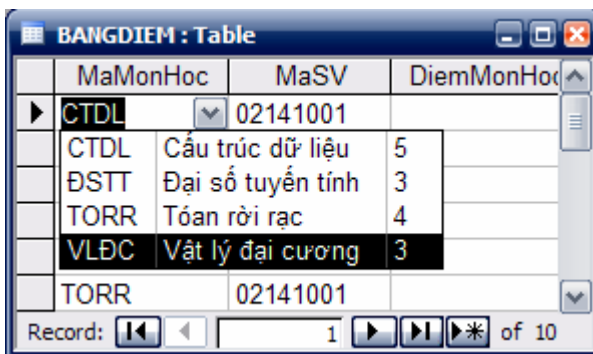 BANGDIEM : Table
MaMonHoc MaSV DiemMonHoc
CTDL 02141001
CTDL Cấu trúc dữ liệu 5
ĐSTT Đại số tuyến tính 3
TORR Tóan rời rạc 4
VLĐC Vật lý đại cương 3
TORR 02141001
Record: 1 of 10